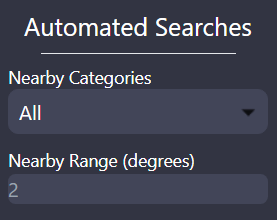 Automated Searches
Nearby Categories
All
Nearby Range (degrees)
2